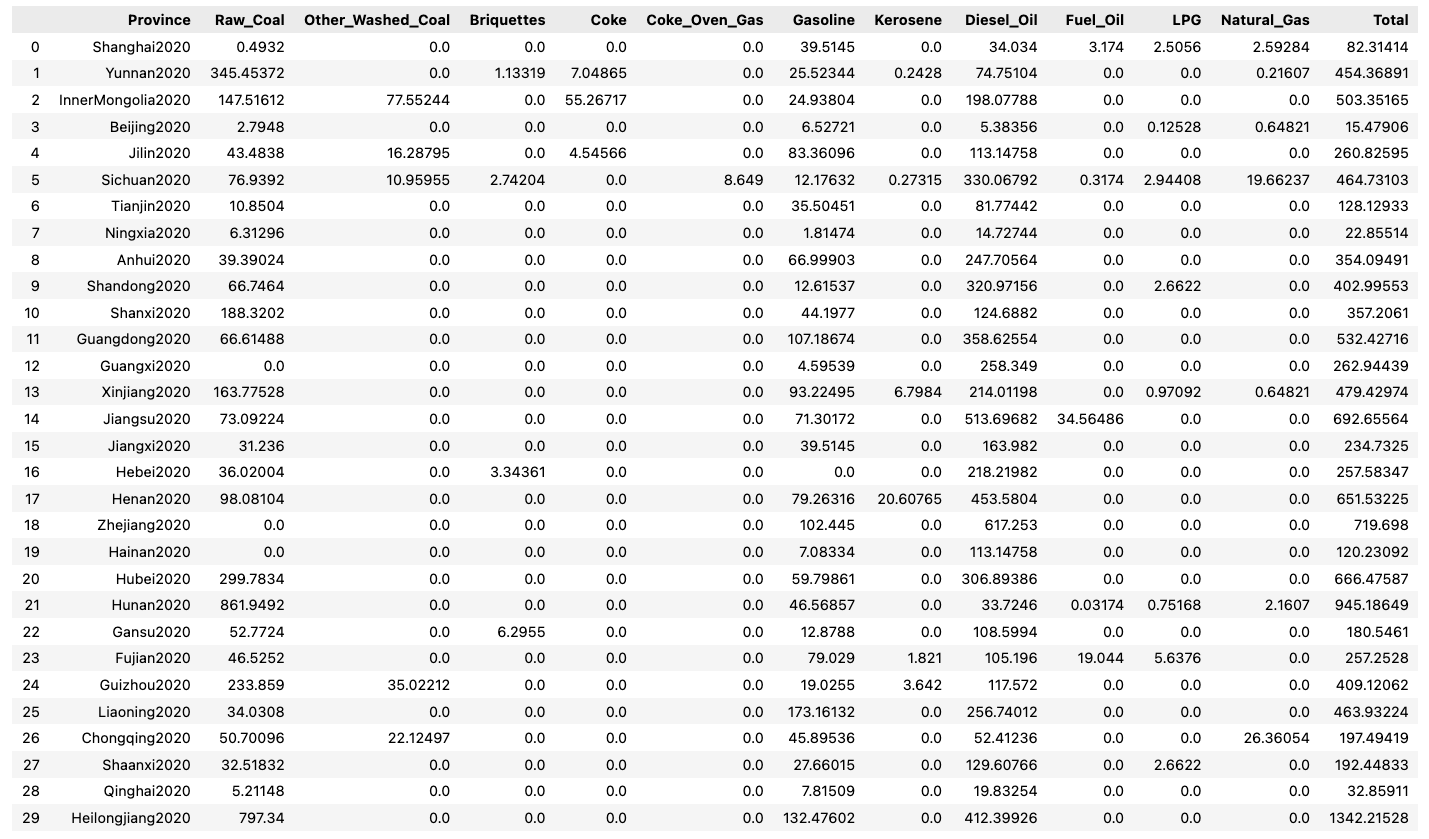 Province Raw_Coal Other_Washed_Coal Briquettes Coke Coke_Oven_Gas Gasoline Kerosene Diesel_Oil Fuel_Oil LPG Natural_Gas Total
0 Shanghai2020 0.4932 0.0 0.0 0.0 0.0 39.5145 0.0 34.034 3.174 2.5056 2.59284 82.31414
1 Yunnan2020 345.45372 0.0 1.13319 7.04865 0.0 25.52344 0.2428 74.75104 0.0 0.0 0.21607 454.36891
2 InnerMongolia2020 147.51612 77.55244 0.0 55.26717 0.0 24.93804 0.0 198.07788 0.0 0.0 0.0 503.35165
3 Beijing2020 2.7948 0.0 0.0 0.0 0.0 6.52721 0.0 5.38356 0.0 0.12528 0.64821 15.47906
4 Jilin2020 43.4838 16.28795 0.0 4.54566 0.0 83.36096 0.0 113.14758 0.0 0.0 0.0 260.82595
5 Sichuan2020 76.9392 10.95955 2.74204 0.0 8.649 12.17632 0.27315 330.06792 0.3174 2.94408 19.66237 464.73103
6 Tianjin2020 10.8504 0.0 0.0 0.0 0.0 35.50451 0.0 81.77442 0.0 0.0 0.0 128.12933
7 Ningxia2020 6.31296 0.0 0.0 0.0 0.0 1.81474 0.0 14.72744 0.0 0.0 0.0 22.85514
8 Anhui2020 39.39024 0.0 0.0 0.0 0.0 66.99903 0.0 247.70564 0.0 0.0 0.0 354.09491
9 Shandong2020 66.7464 0.0 0.0 0.0 0.0 12.61537 0.0 320.97156 0.0 2.6622 0.0 402.99553
10 Shanxi2020 188.3202 0.0 0.0 0.0 0.0 44.1977 0.0 124.6882 0.0 0.0 0.0 357.2061
11 Guangdong2020 66.61488 0.0 0.0 0.0 0.0 107.18674 0.0 358.62554 0.0 0.0 0.0 532.42716
12 Guangxi2020 0.0 0.0 0.0 0.0 0.0 4.59539 0.0 258.349 0.0 0.0 0.0 262.94439
13 Xinjiang2020 163.77528 0.0 0.0 0.0 0.0 93.22495 6.7984 214.01198 0.0 0.97092 0.64821 479.42974
14 Jiangsu2020 73.09224 0.0 0.0 0.0 0.0 71.30172 0.0 513.69682 34.56486 0.0 0.0 692.65564
15 Jiangxi2020 31.236 0.0 0.0 0.0 0.0 39.5145 0.0 163.982 0.0 0.0 0.0 234.7325
16 Hebei2020 36.02004 0.0 3.34361 0.0 0.0 0.0 0.0 218.21982 0.0 0.0 0.0 257.58347
17 Henan2020 98.08104 0.0 0.0 0.0 0.0 79.26316 20.60765 453.5804 0.0 0.0 0.0 651.53225
18 Zhejiang2020 0.0 0.0 0.0 0.0 0.0 102.445 0.0 617.253 0.0 0.0 0.0 719.698
19 Hainan2020 0.0 0.0 0.0 0.0 0.0 7.08334 0.0 113.14758 0.0 0.0 0.0 120.23092
20 Hubei2020 299.7834 0.0 0.0 0.0 0.0 59.79861 0.0 306.89386 0.0 0.0 0.0 666.47587
21 Hunan2020 861.9492 0.0 0.0 0.0 0.0 46.56857 0.0 33.7246 0.03174 0.75168 2.1607 945.18649
22 Gansu2020 52.7724 0.0 6.2955 0.0 0.0 12.8788 0.0 108.5994 0.0 0.0 0.0 180.5461
23 Fujian2020 46.5252 0.0 0.0 0.0 0.0 79.029 1.821 105.196 19.044 5.6376 0.0 257.2528
24 Guizhou2020 233.859 35.02212 0.0 0.0 0.0 19.0255 3.642 117.572 0.0 0.0 0.0 409.12062
25 Liaoning2020 34.0308 0.0 0.0 0.0 0.0 173.16132 0.0 256.74012 0.0 0.0 0.0 463.93224
26 Chongqing2020 50.70096 22.12497 0.0 0.0 0.0 45.89536 0.0 52.41236 0.0 0.0 26.36054 197.49419
27 Shaanxi2020 32.51832 0.0 0.0 0.0 0.0 27.66015 0.0 129.60766 0.0 2.6622 0.0 192.44833
28 Qinghai2020 5.21148 0.0 0.0 0.0 0.0 7.81509 0.0 19.83254 0.0 0.0 0.0 32.85911
29 Heilongjiang2020 797.34 0.0 0.0 0.0 0.0 132.47602 0.0 412.39926 0.0 0.0 0.0 1342.21528